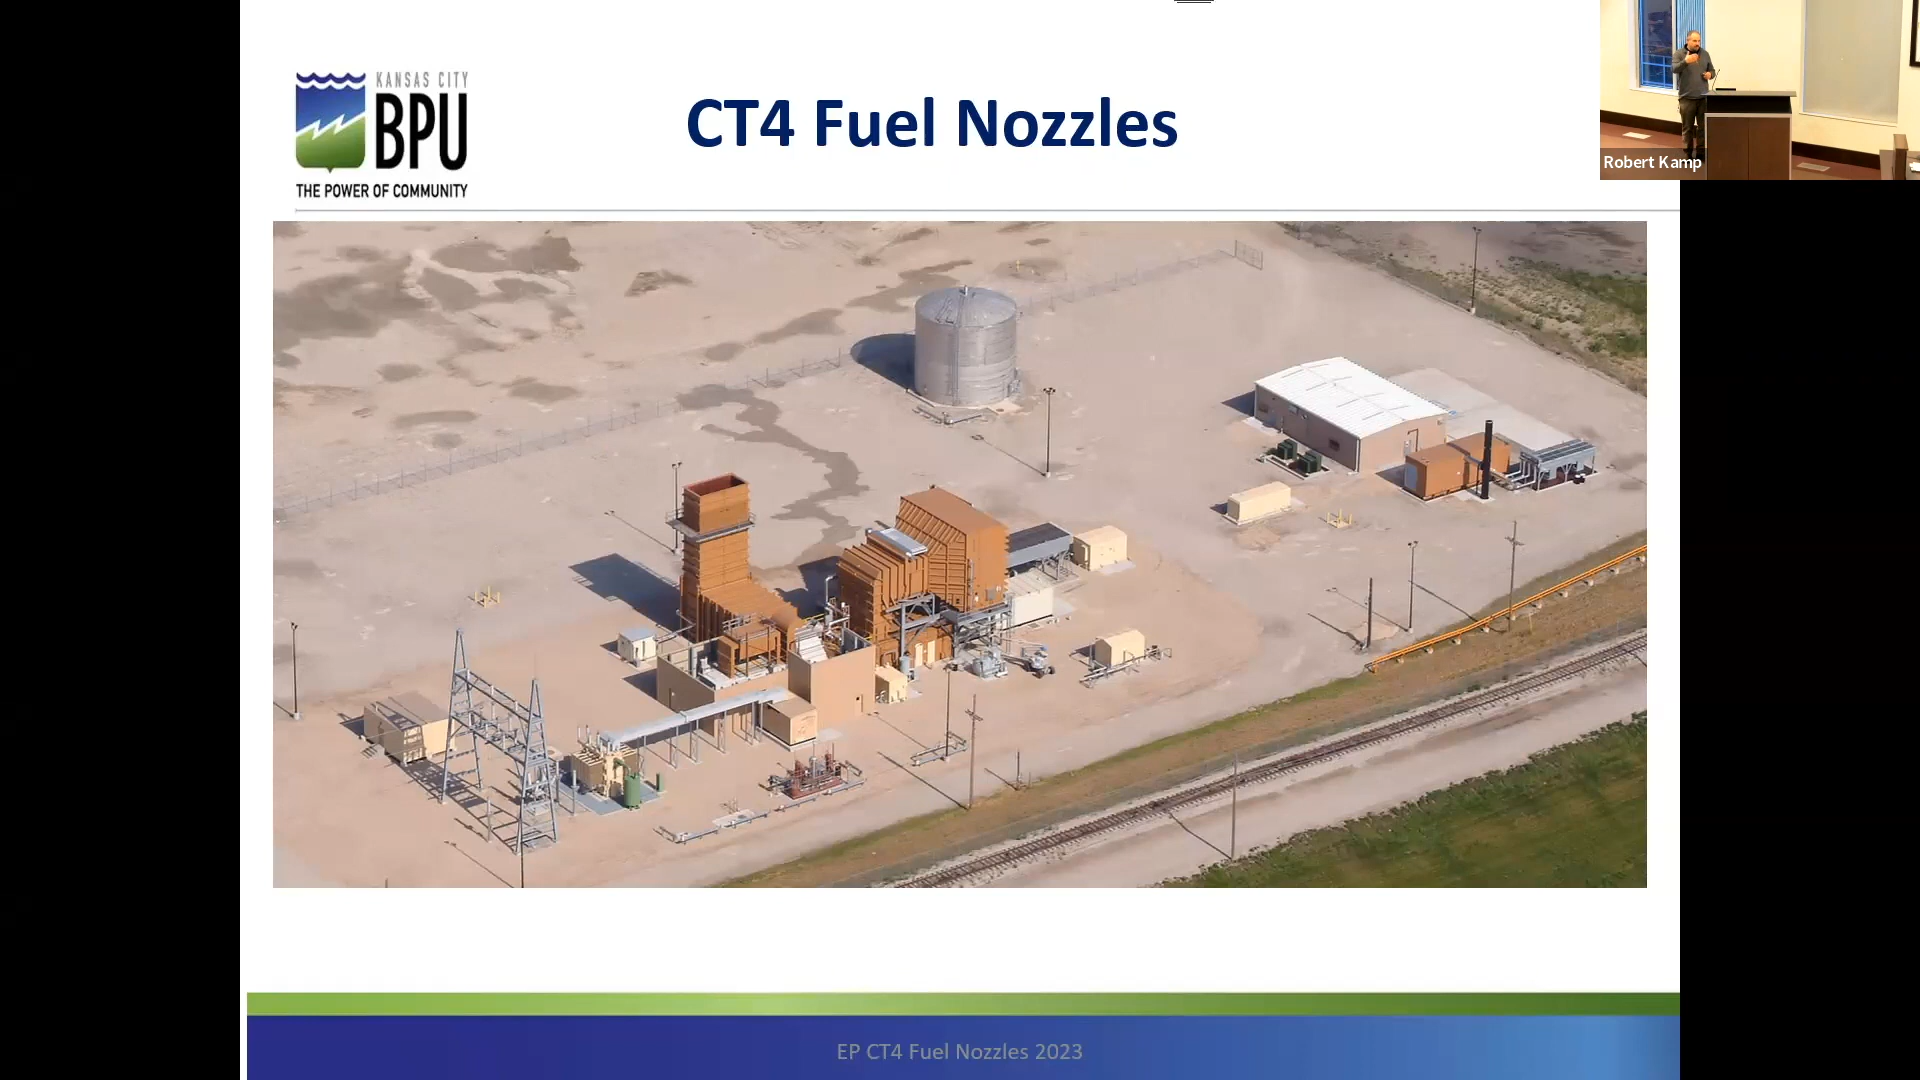 KANSAS CITY
BPU
THE POWER OF COMMUNITY
CT4 Fuel Nozzles
Robert Kamp
EP CT4 Fuel Nozzles 2023